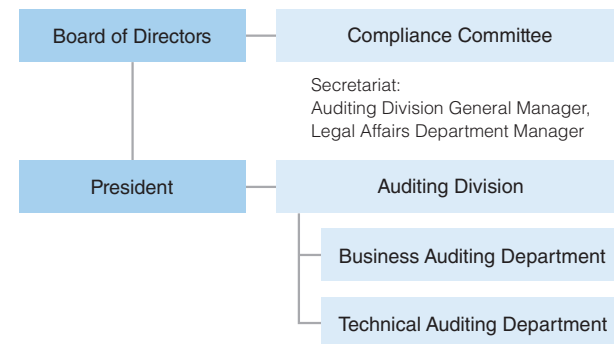 Board of Directors
Compliance Committee
Secretariat:
Auditing Division General Manager,
Legal Affairs Department Manager
President
Auditing Division
Business Auditing Department
Technical Auditing Department